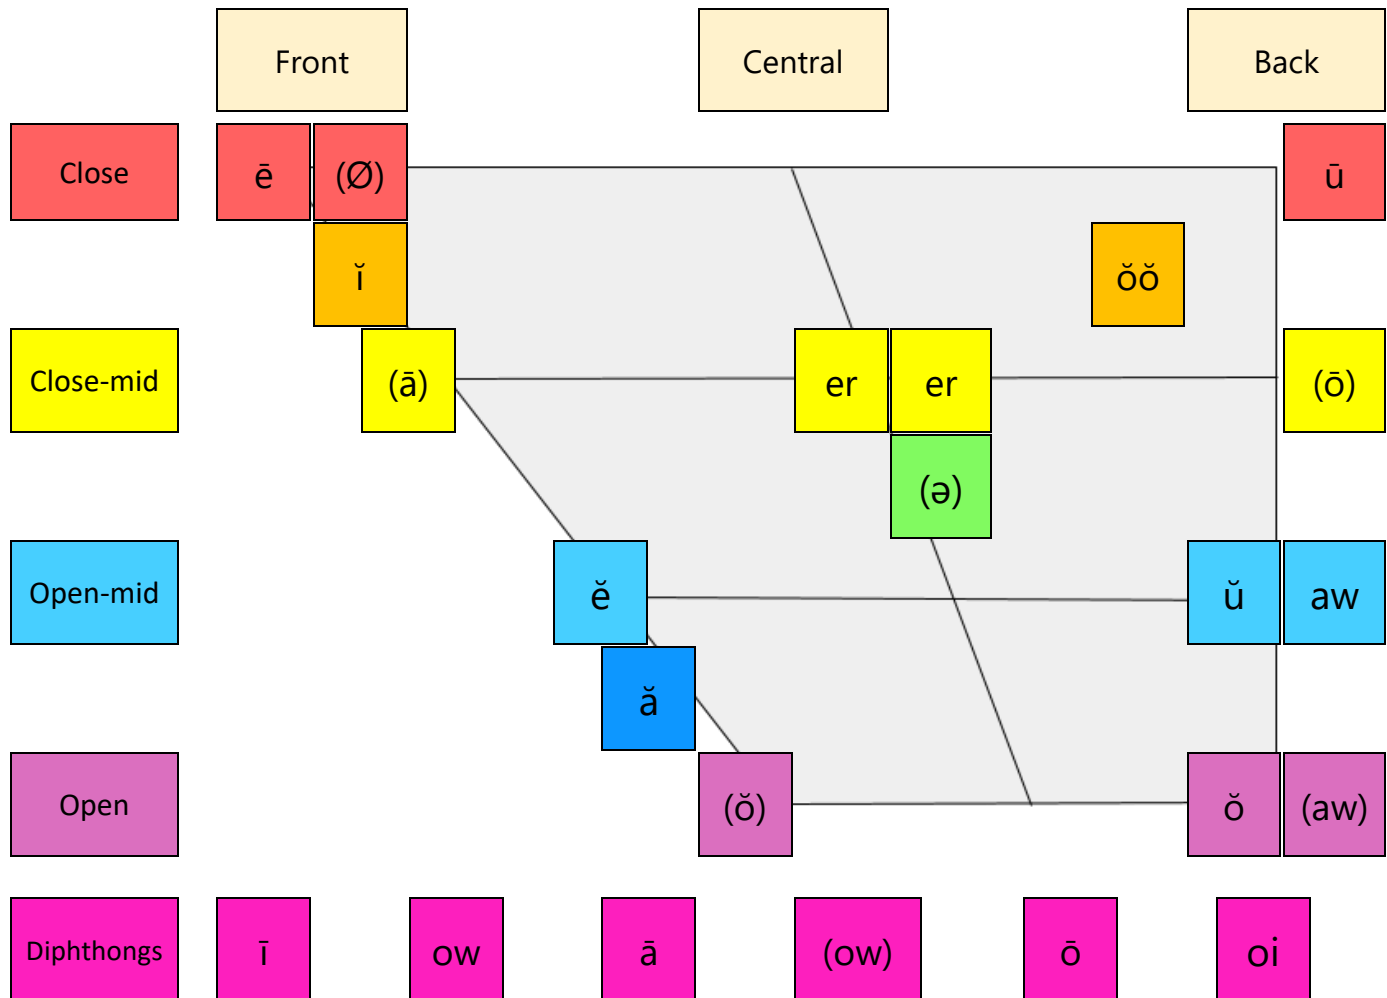 Front Central Back
Close ē (Ø) ū
ĭ ŏŏ
Close-mid (ā) er er (ō)
(ə)
Open-mid ĕ ŭ aw
ă
Open (ŏ) ŏ (aw)
Diphthongs ī ow ā (ow) ō oi